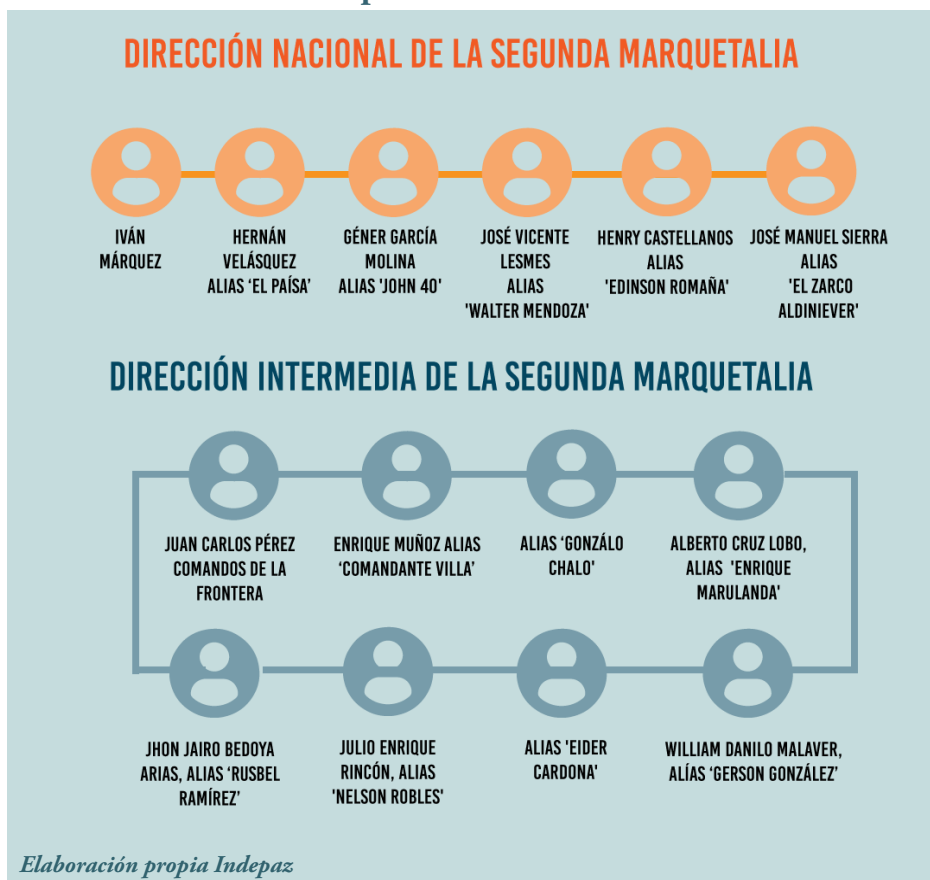 DIRECCIÓN NACIONAL DE LA SEGUNDA MARQUETALIA
IVÁN
MÁRQUEZ
HERNÁN
VELÁSQUEZ
ALIAS ‘EL PAÍSA’
GÉNER GARCÍA
MOLINA
ALIAS 'JOHN 40'
JOSÉ VICENTE
LESMES
ALIAS
'WALTER MENDOZA'
HENRY CASTELLANOS
ALIAS
'EDINSON ROMAÑA'
JOSÉ MANUEL SIERRA
ALIAS
'EL ZARCO
ALDINIEVER'
DIRECCIÓN INTERMEDIA DE LA SEGUNDA MARQUETALIA
JUAN CARLOS PÉREZ
COMANDOS DE LA
FRONTERA
ENRIQUE MUÑOZ ALIAS
‘COMANDANTE VILLA’
ALIAS ‘GONZÁLO
CHALO'
ALBERTO CRUZ LOBO,
ALIAS 'ENRIQUE
MARULANDA'
JHON JAIRO BEDOYA
ARIAS, ALIAS ‘RUSBEL
RAMÍREZ’
JULIO ENRIQUE
RINCÓN, ALIAS
'NELSON ROBLES'
ALIAS 'EIDER
CARDONA'
WILLIAM DANILO MALAVER,
ALÍAS ‘GERSON GONZÁLEZ’
Elaboración propia Indepaz